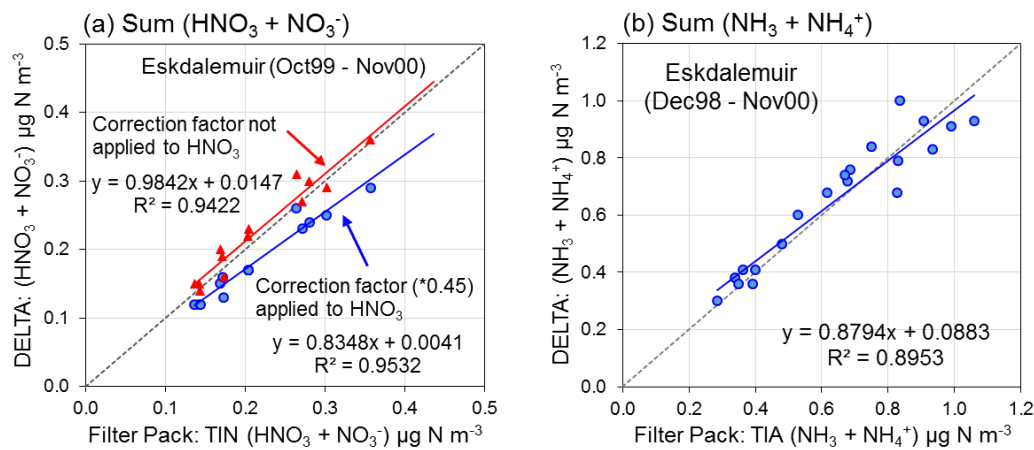 (a) Sum (HNO₃ + NO₃⁻)
0.5
0.4
0.3
0.2
0.1
0.0
DELTA: (HNO₃ + NO₃⁻) µg N m⁻³
Eskdalemuir (Oct99 - Nov00)
Correction factor not
applied to HNO₃
y = 0.9842x + 0.0147
R² = 0.9422
Correction factor (*0.45)
applied to HNO₃
y = 0.8348x + 0.0041
R² = 0.9532
0.0 0.1 0.2 0.3 0.4 0.5
Filter Pack: TIN (HNO₃ + NO₃⁻) µg N m⁻³
(b) Sum (NH₃ + NH₄⁺)
1.2
1.0
0.8
0.6
0.4
0.2
0.0
DELTA: (NH₃ + NH₄⁺) µg N m⁻³
Eskdalemuir
(Dec98 - Nov00)
y = 0.8794x + 0.0883
R² = 0.8953
0.0 0.2 0.4 0.6 0.8 1.0 1.2
Filter Pack: TIA (NH₃ + NH₄⁺) µg N m⁻³